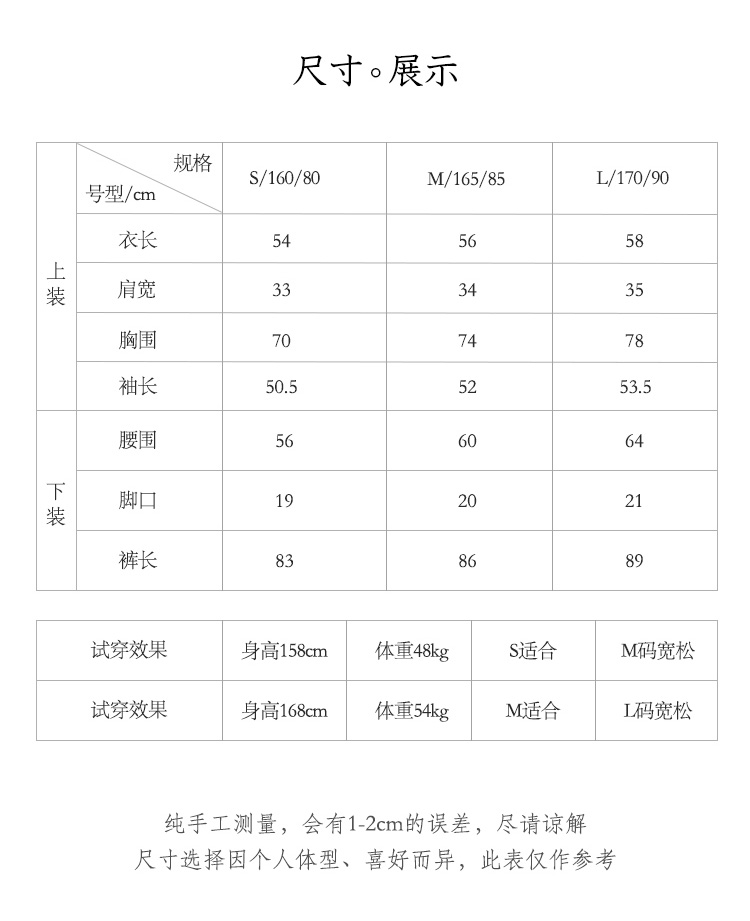 尺寸。展示
规格
号型/cm
S/160/80 M/165/85 L/170/90
上装
衣长 54 56 58
肩宽 33 34 35
胸围 70 74 78
袖长 50.5 52 53.5
下装
腰围 56 60 64
脚口 19 20 21
裤长 83 86 89
试穿效果 身高158cm 体重48kg S适合 M码宽松
试穿效果 身高168cm 体重54kg M适合 L码宽松
纯手工测量，会有1-2cm的误差，尽请谅解
尺寸选择因个人体型、喜好而异，此表仅作参考